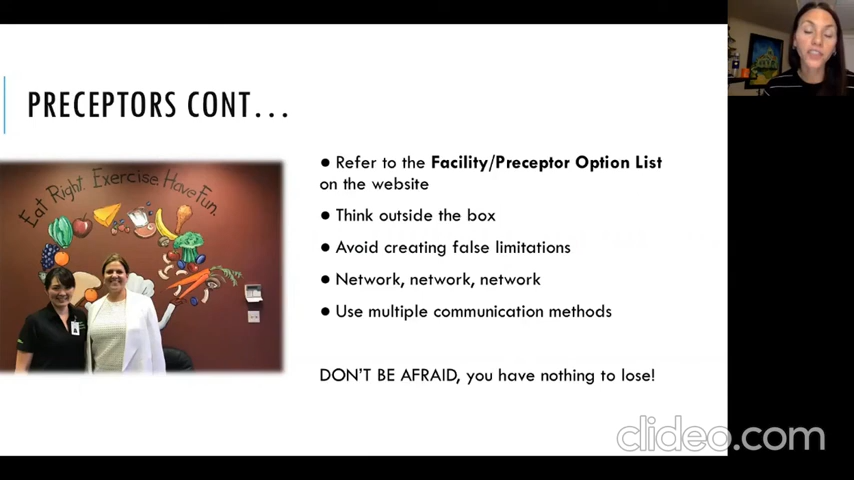 PRECEPTORS CONT...
Eat Right. Exercise. Have Fun.
● Refer to the Facility/Preceptor Option List
on the website
● Think outside the box
● Avoid creating false limitations
● Network, network, network
● Use multiple communication methods
DON'T BE AFRAID, you have nothing to lose!
clideo.com